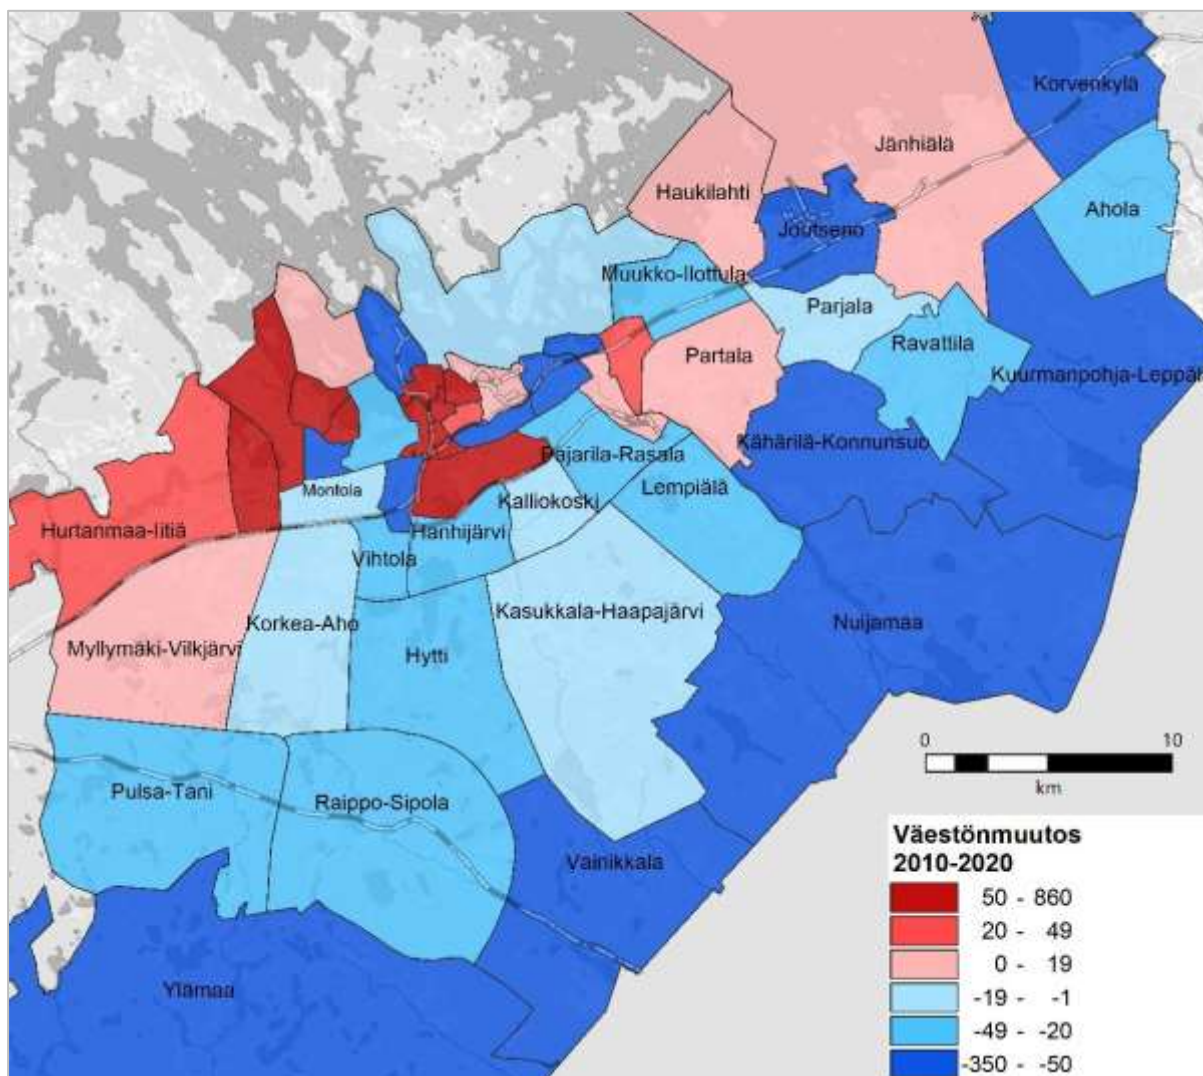 Korvenkylä
Jänhiälä
Haukilahti
Ahola
Joutseno
Muukko-Ilottula
Parjala
Ravattila
Partala
Kuurmanpohja-Leppäh
Kähärilä-Konnunsuo
Pajarila-Rasala
Lempiälä
Montola
Kalliokoski
Hurtanmaa-Iitiä
Hanhijärvi
Vihtola
Kasukkala-Haapajärvi
Korkea-Aho
Nuijamaa
Myllymäki-Vilkjärvi
Hytti
0 10
km
Pulsa-Tani
Raippo-Sipola
Vainikkala
Ylämaa
Väestönmuutos
2010-2020
50 - 860
20 - 49
0 - 19
-19 - -1
-49 - -20
-350 - -50